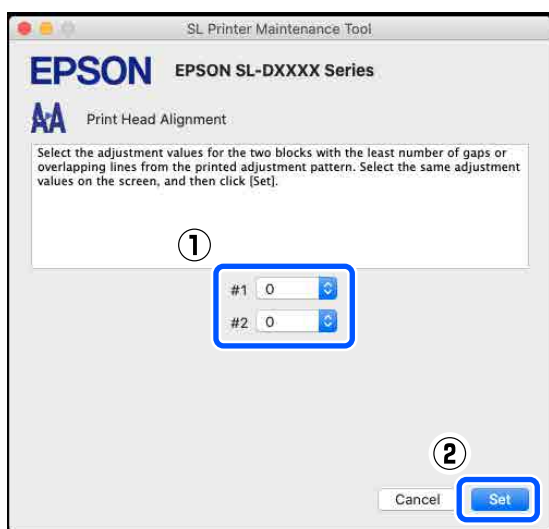 SL Printer Maintenance Tool
EPSON EPSON SL-DXXXX Series
Print Head Alignment
Select the adjustment values for the two blocks with the least number of gaps or
overlapping lines from the printed adjustment pattern. Select the same adjustment
values on the screen, and then click [Set].
①
#1 0
#2 0
②
Cancel Set